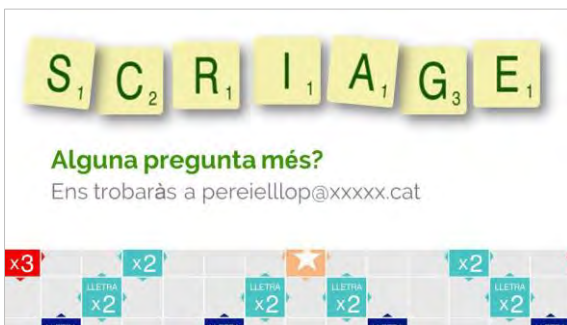 S1 C2 R1 I1 A1 G3 E1
Alguna pregunta més?
Ens trobaràs a pereielllop@xxxxx.cat
x3 x2 x2
LLETRA LLETRA LLETRA LLETRA
x2 x2 x2 x2